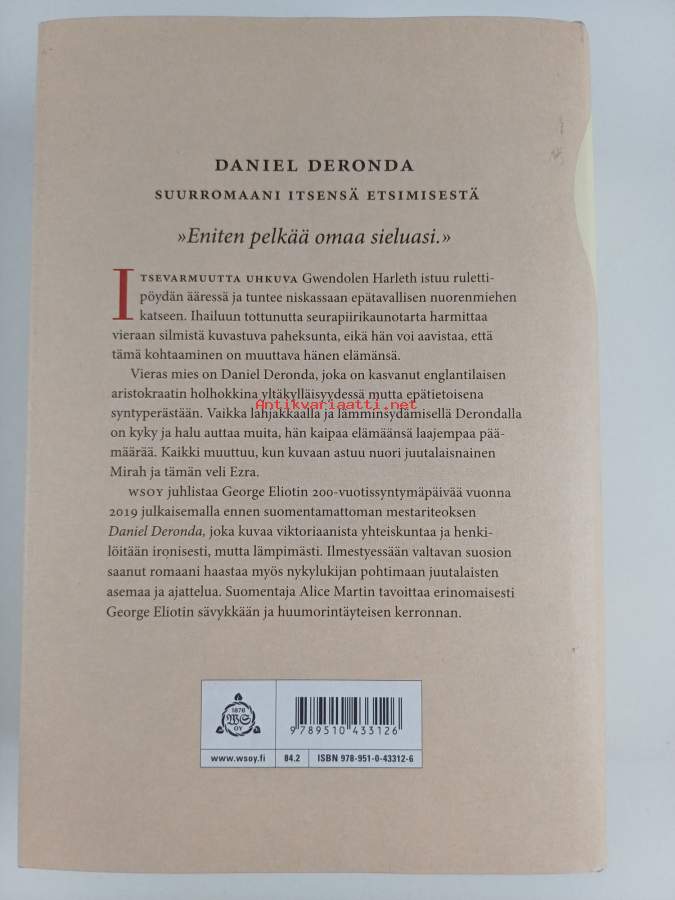 DANIEL DERONDA
SUURROMAANI ITSENSÄ ETSIMISESTÄ
»Eniten pelkää omaa sieluasi.»
ITSEVARMUUTTA UHKUVA Gwendolen Harleth istuu ruletti-
pöydän ääressä ja tuntee niskassaan epätavallisen nuorenmiehen
katseen. Ihailuun tottunutta seurapiirikaunotarta harmittaa
vieraan silmistä kuvastuva paheksunta, eikä hän voi aavistaa, että
tämä kohtaaminen on muuttava hänen elämänsä.
Vieras mies on Daniel Deronda, joka on kasvanut englantilaisen
aristokraatin holhokkina yltäkylläisyydessä mutta epätietoisena
syntyperästään. Vaikka lahjakkaalla ja lämminsydämisellä Derondalla
Antikvariaatti.net
on kyky ja halu auttaa muita, hän kaipaa elämäänsä laajempaa pää-
määrää. Kaikki muuttuu, kun kuvaan astuu nuori juutalaisnainen
Mirah ja tämän veli Ezra.
WSOY juhlistaa George Eliotin 200-vuotissyntymäpäivää vuonna
2019 julkaisemalla ennen suomentamattoman mestariteoksen
Daniel Deronda, joka kuvaa viktoriaanista yhteiskuntaa ja henki-
löitään ironisesti, mutta lämpimästi. Ilmestyessään valtavan suosion
saanut romaani haastaa myös nykylukijan pohtimaan juutalaisten
asemaa ja ajattelua. Suomentaja Alice Martin tavoittaa erinomaisesti
George Eliotin sävykkään ja huumorintäyteisen kerronnan.
1878
WS
OY
9 789510 433126
www.wsoy.fi
84.2
ISBN 978-951-0-43312-6